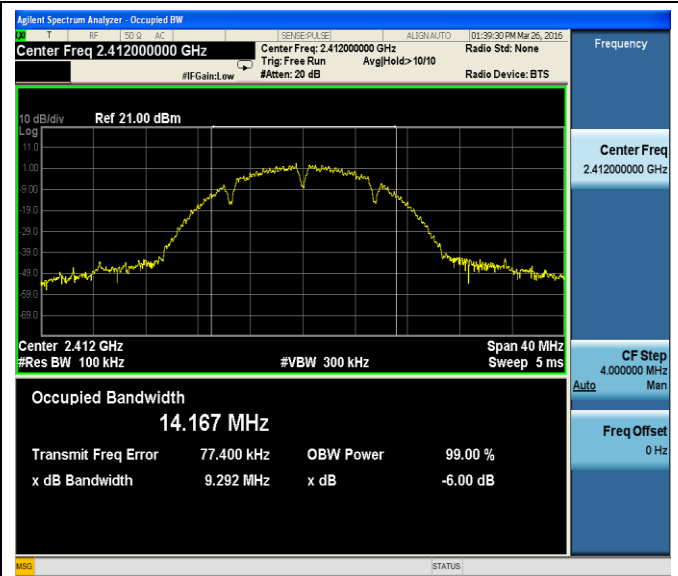 Agilent Spectrum Analyzer - Occupied BW
LXI T RF 50 Ω AC SENSE:PULSE ALIGNAUTO 01:39:30 PM Mar 26, 2016
Center Freq 2.412000000 GHz Center Freq: 2.412000000 GHz Radio Std: None Frequency
Trig: Free Run Avg|Hold:> 10/10
#IFGain:Low #Atten: 20 dB Radio Device: BTS
10 dB/div Ref 21.00 dBm
Log
11.0
1.00
-9.00
-19.0
-29.0
-39.0
-49.0
-59.0
-69.0
Center 2.412 GHz Span 40 MHz
#Res BW 100 kHz #VBW 300 kHz Sweep 5 ms
Center Freq
2.412000000 GHz
CF Step
4.000000 MHz
Auto Man
Freq Offset
0 Hz
Occupied Bandwidth
14.167 MHz
Transmit Freq Error 77.400 kHz OBW Power 99.00 %
x dB Bandwidth 9.292 MHz x dB -6.00 dB
MSG STATUS